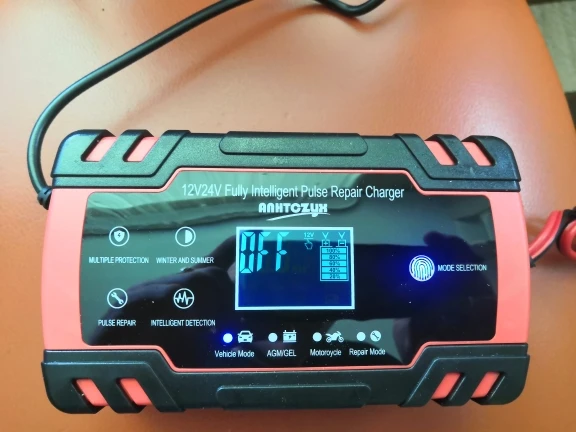 12V24V Fully Intelligent Pulse Repair Charger
ANHTCZYX
MULTIPLE PROTECTION
WINTER AND SUMMER
PULSE REPAIR
INTELLIGENT DETECTION
OFF
12V
V
V
100%
80%
60%
40%
20%
MODE SELECTION
Vehicle Mode
AGM/GEL
Motorcycle
Repair Mode